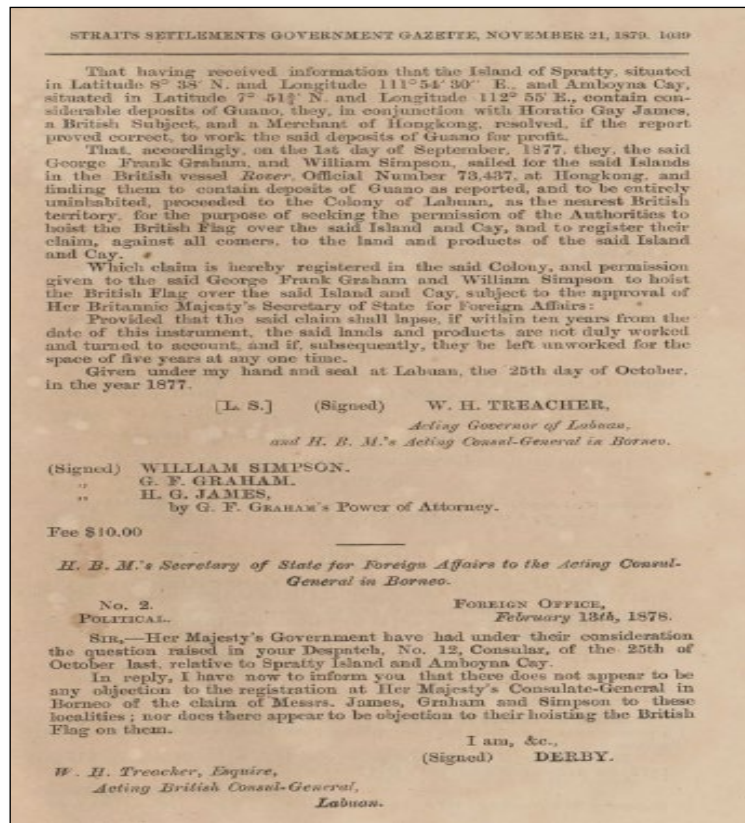 STRAITS SETTLEMENTS GOVERNMENT GAZETTE, NOVEMBER 21, 1879. 1039
That having received information that the Island of Spratty, situated
in Latitude 8° 38' N. and Longitude 111° 54' 30" E., and Amboyna Cay,
situated in Latitude 7° 51¾' N. and Longitude 112° 55' E., contain con-
siderable deposits of Guano, they, in conjunction with Horatio Gay James,
a British Subject, and a Merchant of Hongkong, resolved, if the report
proved correct, to work the said deposits of Guano for profit.
That, accordingly, on the 1st day of September, 1877, they, the said
George Frank Graham, and William Simpson, sailed for the said Islands
in the British vessel Rover, Official Number 73,437, at Hongkong, and
finding them to contain deposits of Guano as reported, and to be entirely
uninhabited, proceeded to the Colony of Labuan, as the nearest British
territory, for the purpose of seeking the permission of the Authorities to
hoist the British Flag over the said Island and Cay, and to register their
claim, against all comers, to the land and products of the said Island
and Cay.
Which claim is hereby registered in the said Colony, and permission
given to the said George Frank Graham and William Simpson to hoist
the British Flag over the said Island and Cay, subject to the approval of
Her Britannic Majesty's Secretary of State for Foreign Affairs:
Provided that the said claim shall lapse, if within ten years from the
date of this instrument, the said lands and products are not duly worked
and turned to account, and if, subsequently, they be left unworked for the
space of five years at any one time.
Given under my hand and seal at Labuan, the 25th day of October,
in the year 1877.
[L. S.] (Signed) W. H. TREACHER,
Acting Governor of Labuan,
and H. B. M.'s Acting Consul-General in Borneo.
(Signed) WILLIAM SIMPSON.
" G. F. GRAHAM.
" H. G. JAMES,
by G. F. GRAHAM'S Power of Attorney.
Fee $10.00
H. B. M.'s Secretary of State for Foreign Affairs to the Acting Consul-
General in Borneo.
No. 2. FOREIGN OFFICE,
POLITICAL. February 13th, 1878.
SIR,—Her Majesty's Government have had under their consideration
the question raised in your Despatch, No. 12, Consular, of the 25th of
October last, relative to Spratty Island and Amboyna Cay.
In reply, I have now to inform you that there does not appear to be
any objection to the registration at Her Majesty's Consulate-General in
Borneo of the claim of Messrs. James, Graham and Simpson to these
localities; nor does there appear to be objection to their hoisting the British
Flag on them.
I am, &c.,
(Signed) DERBY.
W. H. Treacher, Esquire,
Acting British Consul-General,
Labuan.